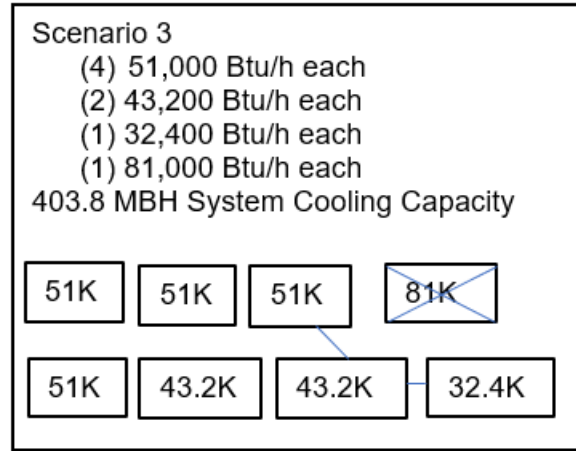 Scenario 3
(4) 51,000 Btu/h each
(2) 43,200 Btu/h each
(1) 32,400 Btu/h each
(1) 81,000 Btu/h each
403.8 MBH System Cooling Capacity
51K 51K 51K 81K
51K 43.2K 43.2K 32.4K